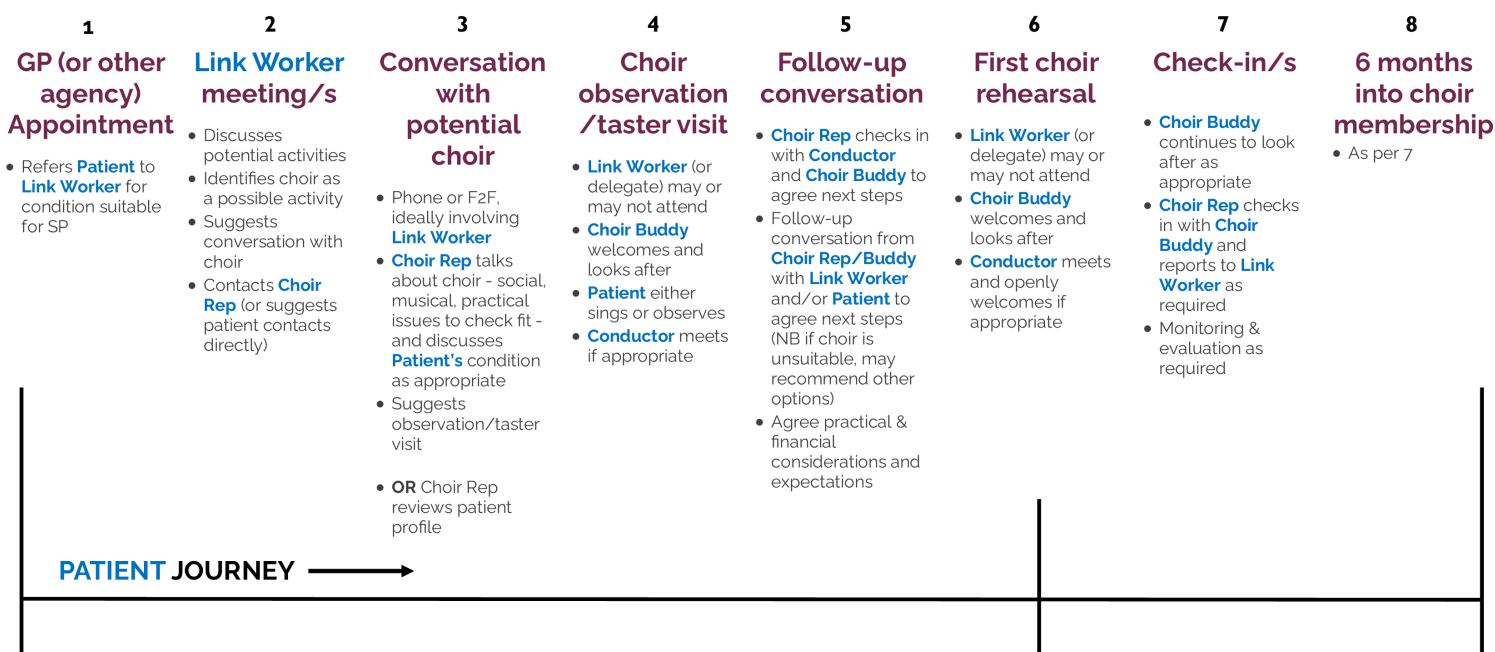 1
GP (or other
agency)
Appointment
• Refers Patient to
Link Worker for
condition suitable
for SP
2
Link Worker
meeting/s
• Discusses
potential activities
• Identifies choir as
a possible activity
• Suggests
conversation with
choir
• Contacts Choir
Rep (or suggests
patient contacts
directly)
3
Conversation
with
potential
choir
• Phone or F2F,
ideally involving
Link Worker
• Choir Rep talks
about choir - social,
musical, practical
issues to check fit -
and discusses
Patient's condition
as appropriate
• Suggests
observation/taster
visit
• OR Choir Rep
reviews patient
profile
4
Choir
observation
/taster visit
• Link Worker (or
delegate) may or
may not attend
• Choir Buddy
welcomes and
looks after
• Patient either
sings or observes
• Conductor meets
if appropriate
5
Follow-up
conversation
• Choir Rep checks in
with Conductor
and Choir Buddy to
agree next steps
• Follow-up
conversation from
Choir Rep/Buddy
with Link Worker
and/or Patient to
agree next steps
(NB if choir is
unsuitable, may
recommend other
options)
• Agree practical &
financial
considerations and
expectations
6
First choir
rehearsal
• Link Worker (or
delegate) may or
may not attend
• Choir Buddy
welcomes and
looks after
• Conductor meets
and openly
welcomes if
appropriate
7
Check-in/s
• Choir Buddy
continues to look
after as
appropriate
• Choir Rep checks
in with Choir
Buddy and
reports to Link
Worker as
required
• Monitoring &
evaluation as
required
8
6 months
into choir
membership
• As per 7
PATIENT JOURNEY